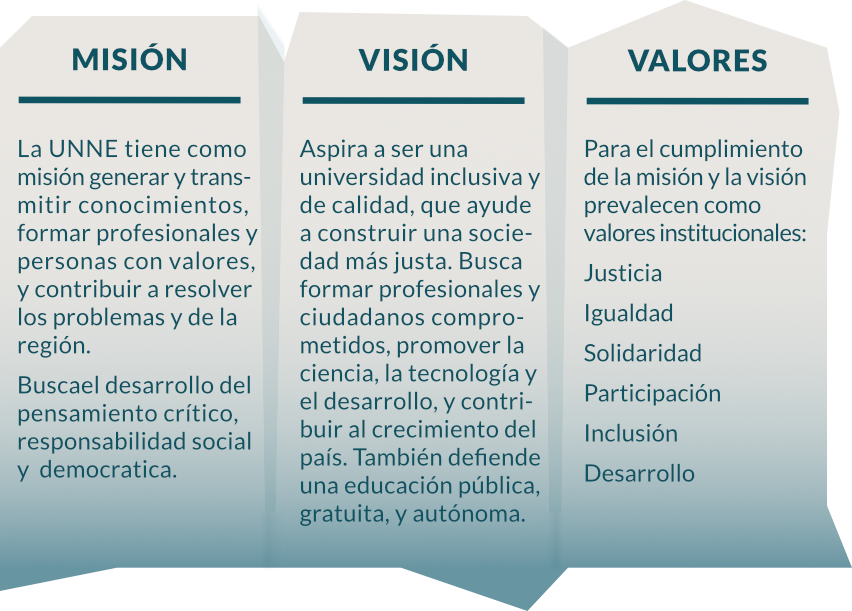 MISIÓN
La UNNE tiene como
misión generar y trans-
mitir conocimientos,
formar profesionales y
personas con valores,
y contribuir a resolver
los problemas y de la
región.
Buscael desarrollo del
pensamiento crítico,
responsabilidad social
y  democratica.
VISIÓN
Aspira a ser una
universidad inclusiva y
de calidad, que ayude
a construir una socie-
dad más justa. Busca
formar profesionales y
ciudadanos compro-
metidos, promover la
ciencia, la tecnología y
el desarrollo, y contri-
buir al crecimiento del
país. También defiende
una educación pública,
gratuita, y autónoma.
VALORES
Para el cumplimiento
de la misión y la visión
prevalecen como
valores institucionales:
Justicia
Igualdad
Solidaridad
Participación
Inclusión
Desarrollo